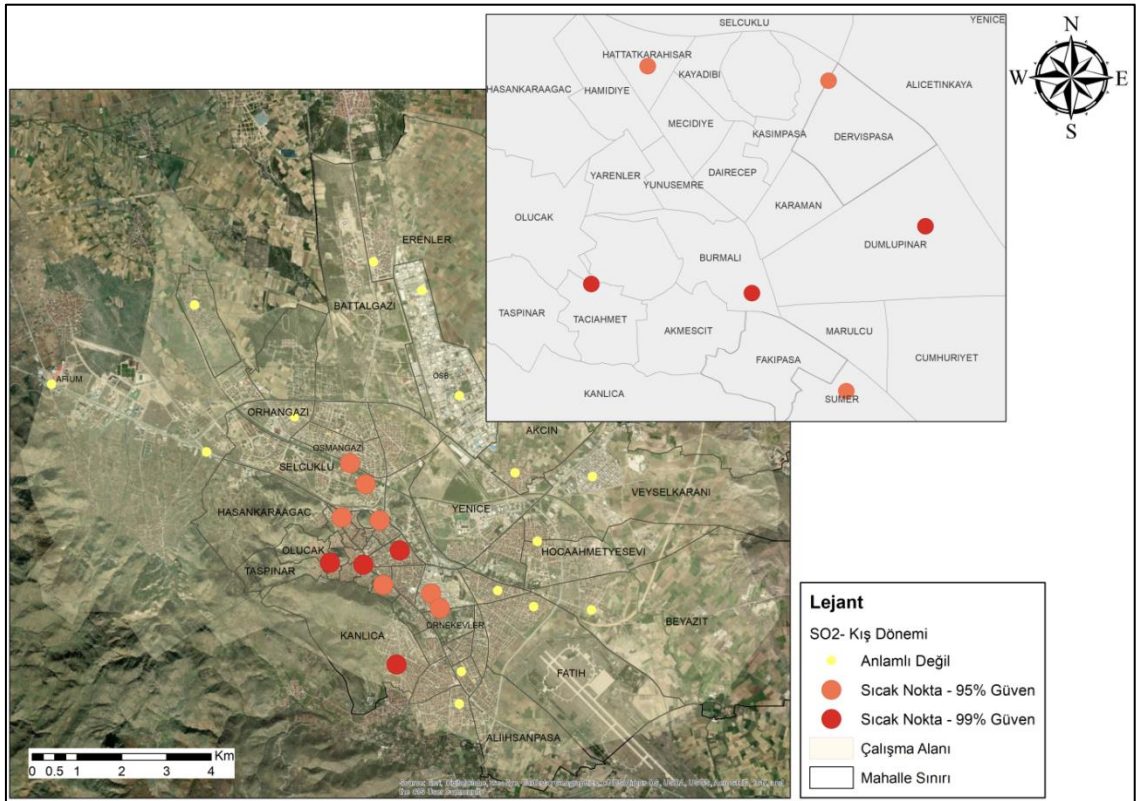 SELCUKLU
YENICE
N
HATTATKARAHISAR
KAYADIBI
HASANKARAAGAC
HAMIDIYE
ALICETINKAYA
W
E
S
MECIDIYE
KASIMPASA
DERVISPASA
YARENLER
DAIRECEP
YUNUSEMRE
KARAMAN
OLUCAK
DUMLUPINAR
BURMALI
TASPINAR
TACIAHMET
AKMESCIT
MARULCU
FAKIPASA
CUMHURIYET
KANLICA
SUMER
ERENLER
BATTALGAZI
OSB
AFIUM
ORHANGAZI
AKCIN
OSMANGAZI
SELCUKLU
VEYSELKARANI
HASANKARAAGAC
YENICE
OLUCAK
HOCAAHMETYESEVI
TASPINAR
ORNEKEVLER
BEYAZIT
KANLICA
FATIH
ALIIHSANPASA
Km
0 0.5 1 2 3 4
Lejant
SO2- Kış Dönemi
Anlamlı Değil
Sıcak Nokta - 95% Güven
Sıcak Nokta - 99% Güven
Çalışma Alanı
Mahalle Sınırı